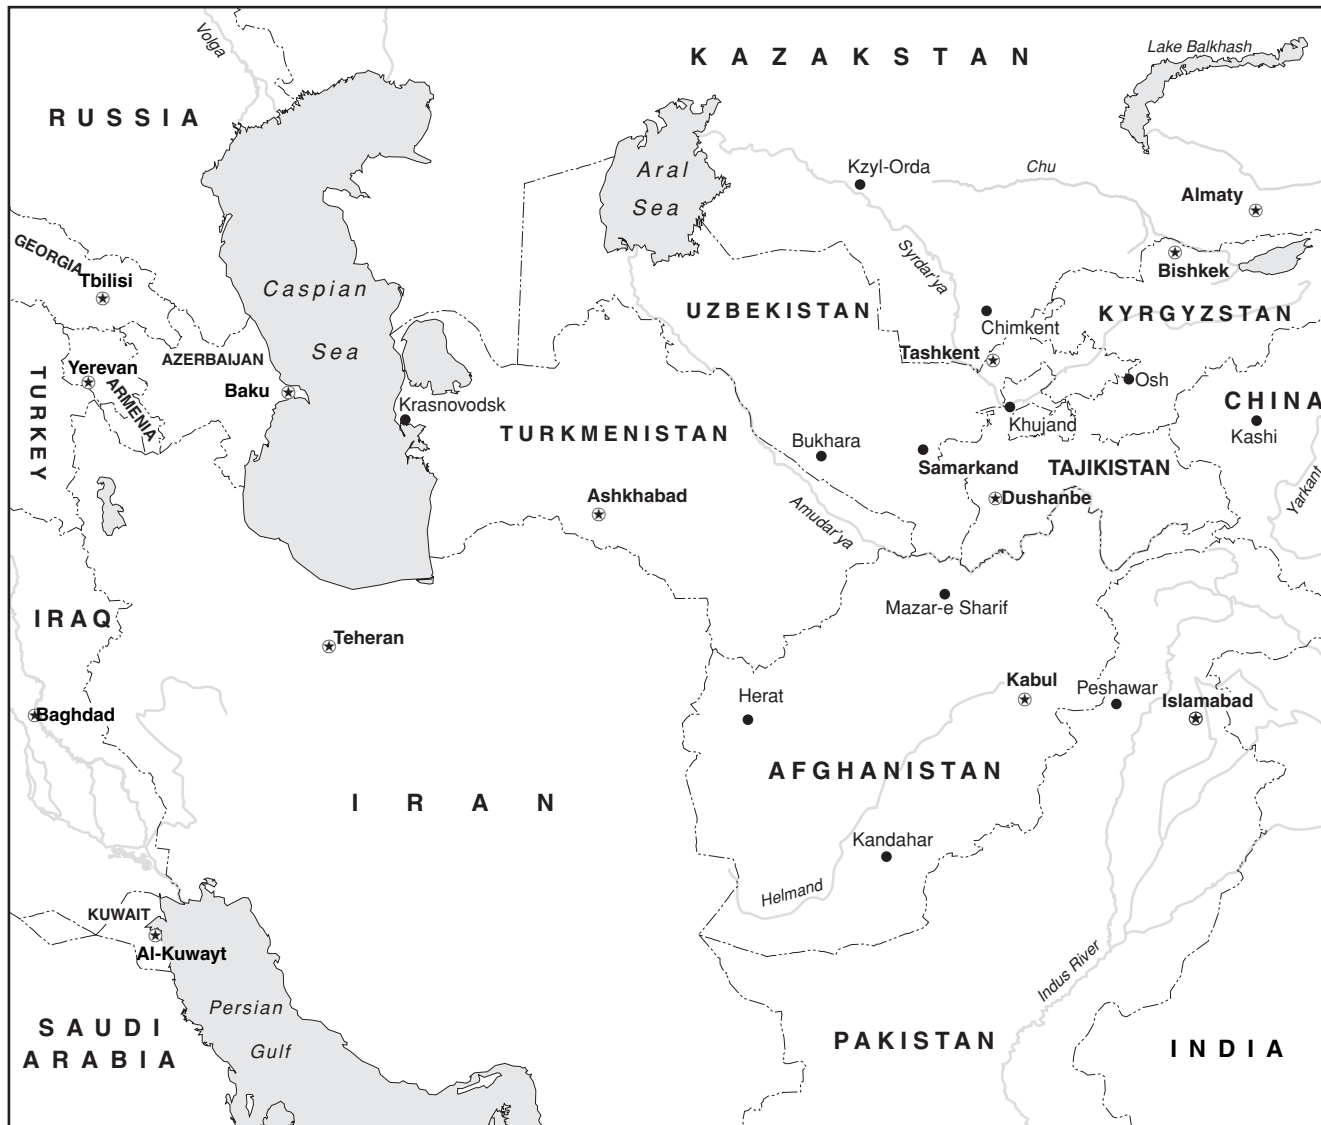 Volga
KAZAKSTAN
Lake Balkhash
RUSSIA
Aral
Sea
Kzyl-Orda
Chu
Almaty
GEORGIA
Tbilisi
Syrdar'ya
Bishkek
Caspian
Sea
UZBEKISTAN
KYRGYZSTAN
Chimkent
AZERBAIJAN
Tashkent
TURKEY
Yerevan
ARMENIA
Baku
Osh
CHINA
Krasnovodsk
Khujand
Kashi
TURKMENISTAN
Bukhara
Samarkand
TAJIKISTAN
Ashkhabad
Dushanbe
Yarkant
Amudar'ya
Mazar-e Sharif
IRAQ
Teheran
Kabul
Peshawar
Islamabad
Herat
Baghdad
AFGHANISTAN
IRAN
Kandahar
Helmand
KUWAIT
Al-Kuwayt
Indus River
Persian
Gulf
SAUDI
ARABIA
PAKISTAN
INDIA